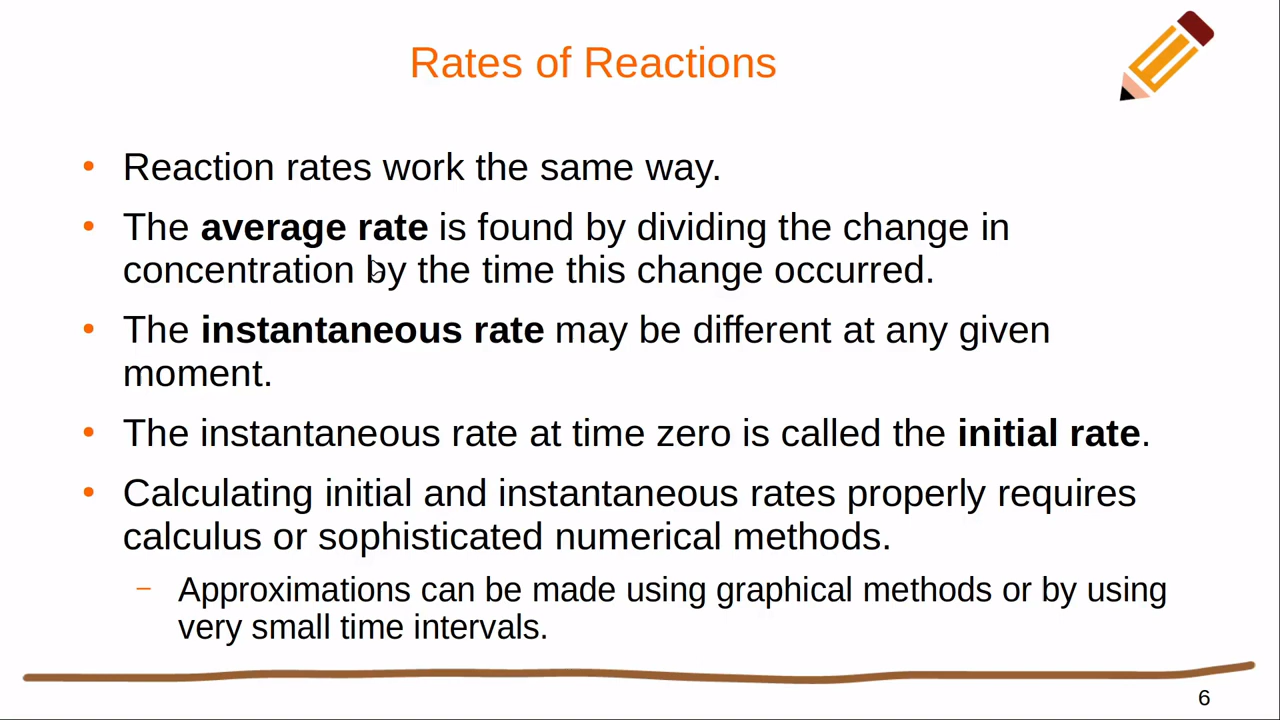 Rates of Reactions
• Reaction rates work the same way.
• The average rate is found by dividing the change in
concentration by the time this change occurred.
• The instantaneous rate may be different at any given
moment.
• The instantaneous rate at time zero is called the initial rate.
• Calculating initial and instantaneous rates properly requires
calculus or sophisticated numerical methods.
– Approximations can be made using graphical methods or by using
very small time intervals.
6